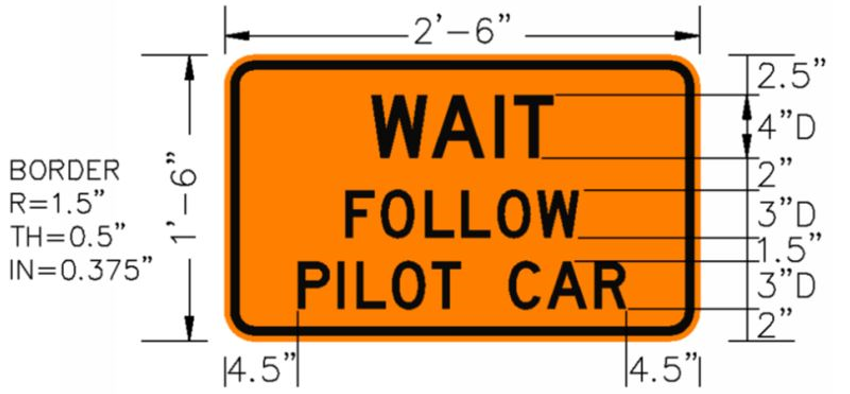 2'-6"
2.5"
WAIT
4"D
2"
BORDER
R=1.5"
TH=0.5"
IN=0.375"
1'-6"
FOLLOW
3"D
1.5"
PILOT CAR
3"D
2"
4.5"
4.5"